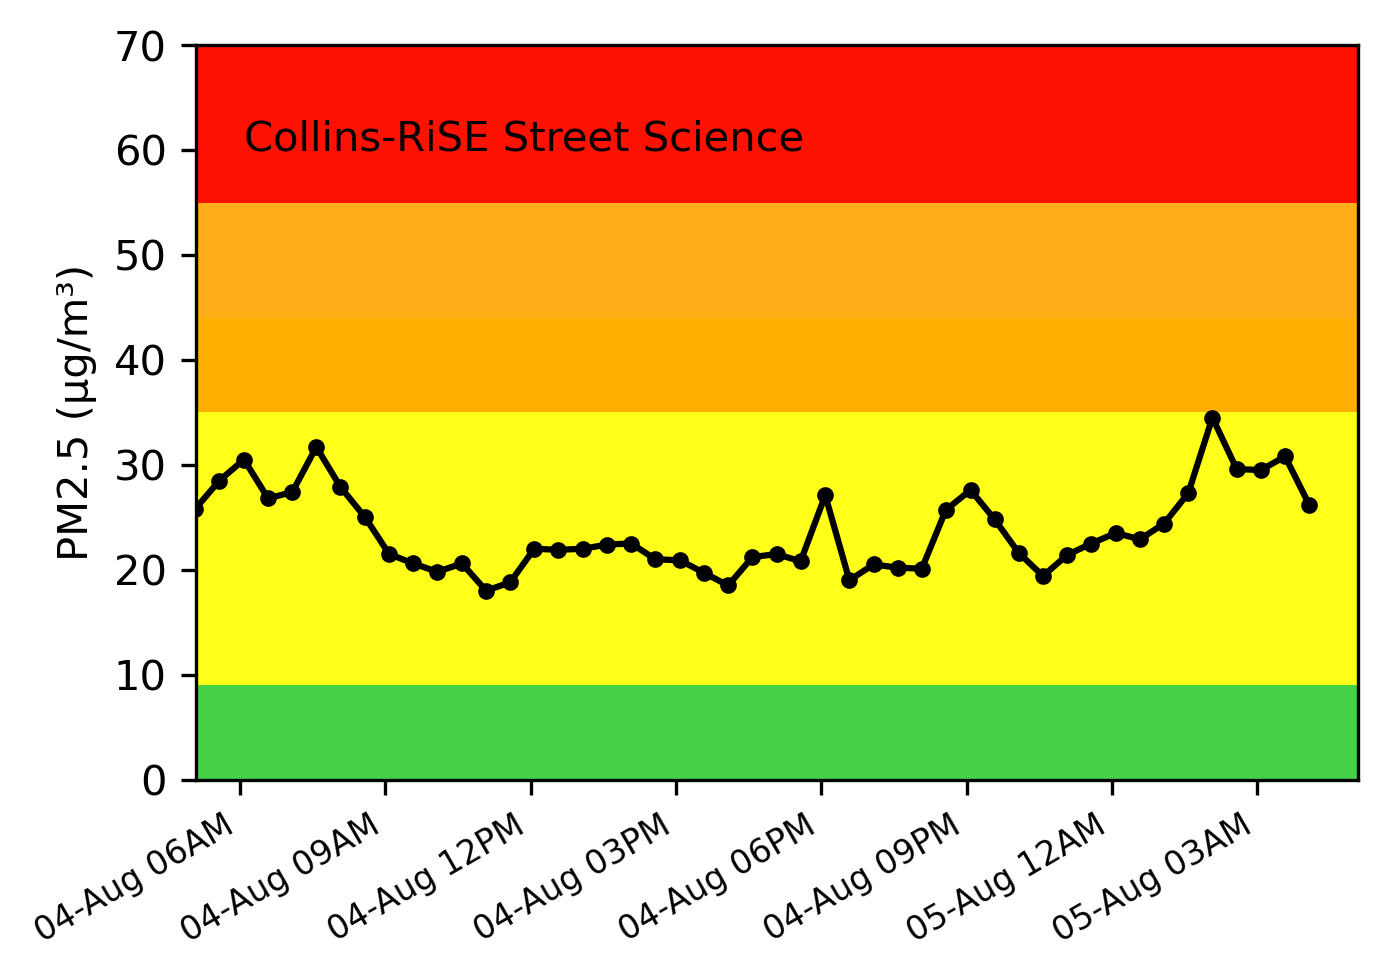 70
Collins-RiSE Street Science
60
50
40
30
20
10
0
PM2.5 (µg/m³)
04-Aug 06AM
04-Aug 09AM
04-Aug 12PM
04-Aug 03PM
04-Aug 06PM
04-Aug 09PM
05-Aug 12AM
05-Aug 03AM